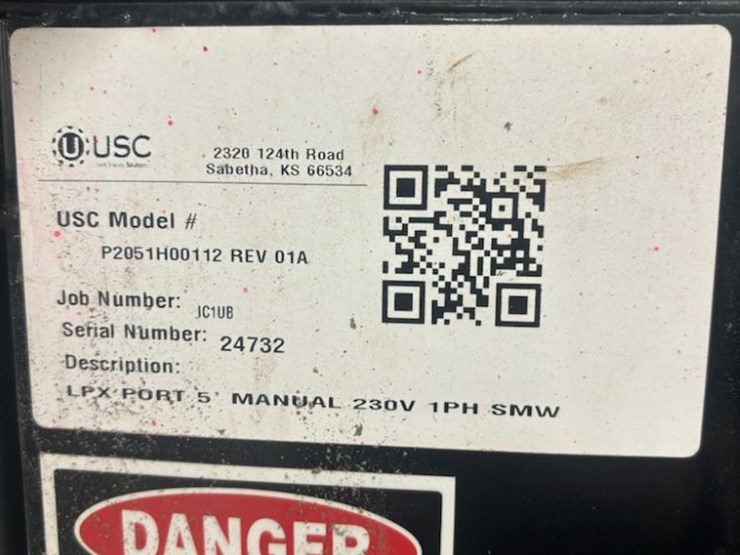 USC
2320 124th Road
Sabetha, KS 66534
USC Model #
P2051H00112 REV 01A
Job Number: IC1UB
Serial Number: 24732
Description:
LPX PORT 5' MANUAL 230V 1PH SMW
DANGER